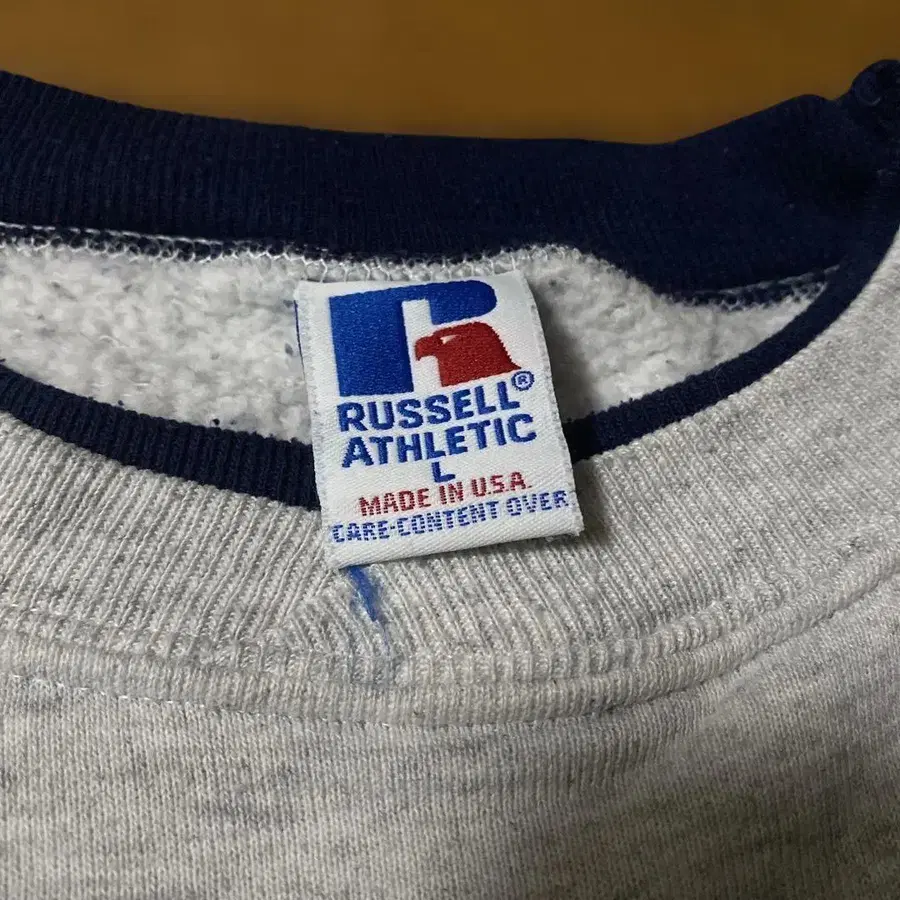 R
RUSSELL®
ATHLETIC
L
MADE IN U.S.A.
CARE-CONTENT OVER